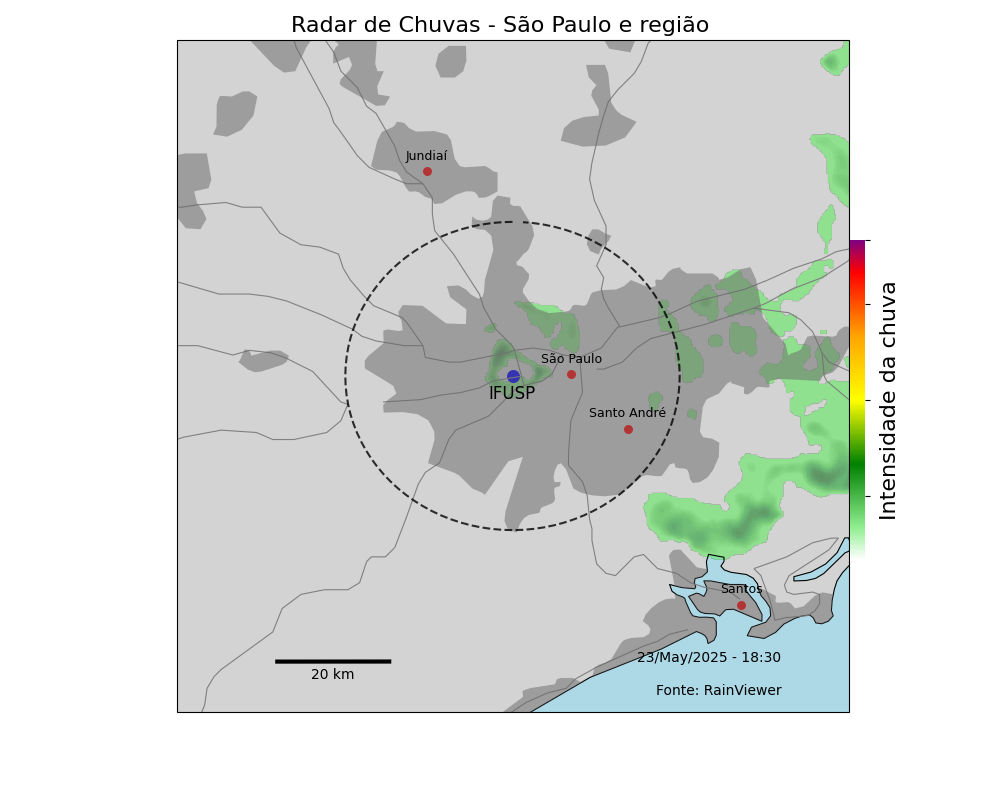 Radar de Chuvas - São Paulo e região
Jundiaí
São Paulo
IFUSP
Santo André
Santos
23/May/2025 - 18:30
20 km
Fonte: RainViewer
Intensidade da chuva